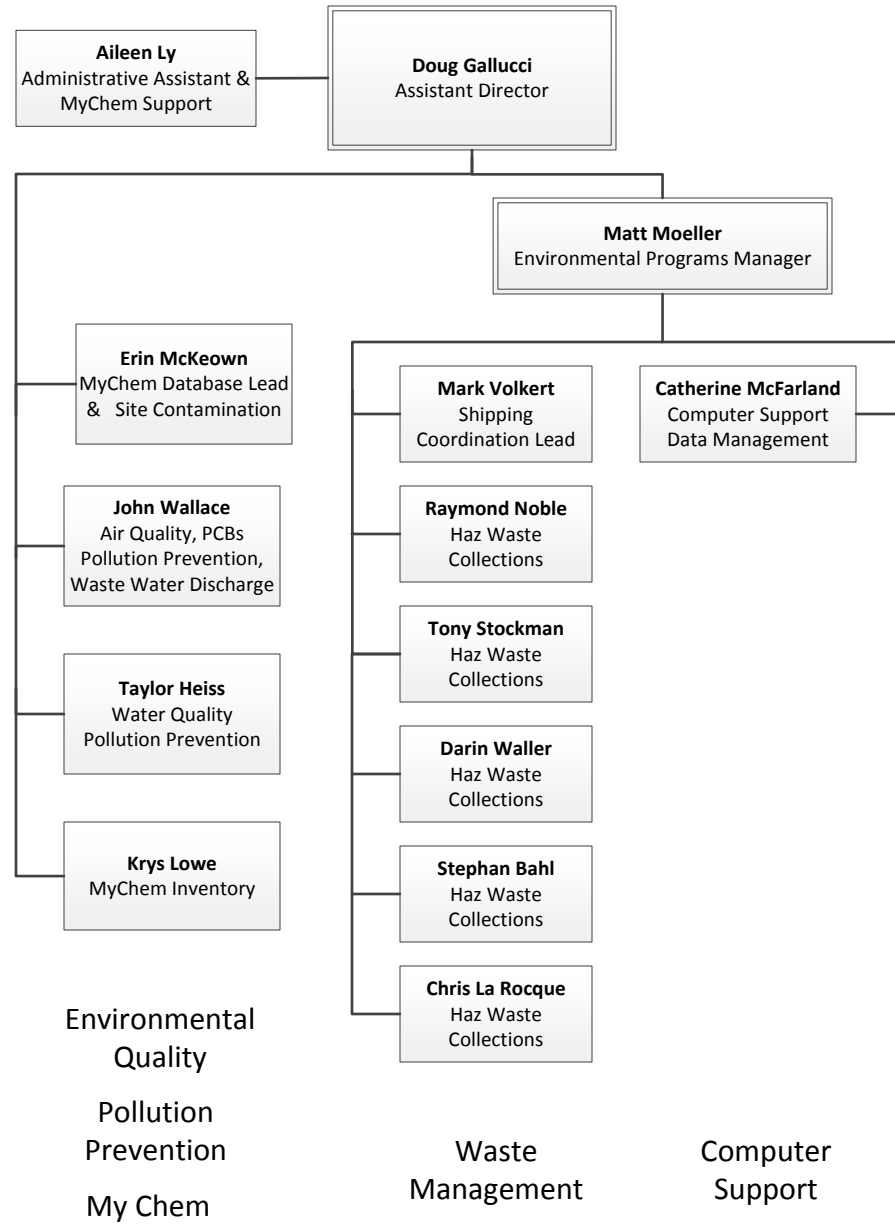 Aileen Ly
Administrative Assistant &
MyChem Support
Doug Gallucci
Assistant Director
Matt Moeller
Environmental Programs Manager
Erin McKeown
MyChem Database Lead
& Site Contamination
John Wallace
Air Quality, PCBs
Pollution Prevention,
Waste Water Discharge
Taylor Heiss
Water Quality
Pollution Prevention
Krys Lowe
MyChem Inventory
Environmental
Quality
Pollution
Prevention
My Chem
Mark Volkert
Shipping
Coordination Lead
Raymond Noble
Haz Waste
Collections
Tony Stockman
Haz Waste
Collections
Darin Waller
Haz Waste
Collections
Stephan Bahl
Haz Waste
Collections
Chris La Rocque
Haz Waste
Collections
Waste
Management
Catherine McFarland
Computer Support
Data Management
Computer
Support